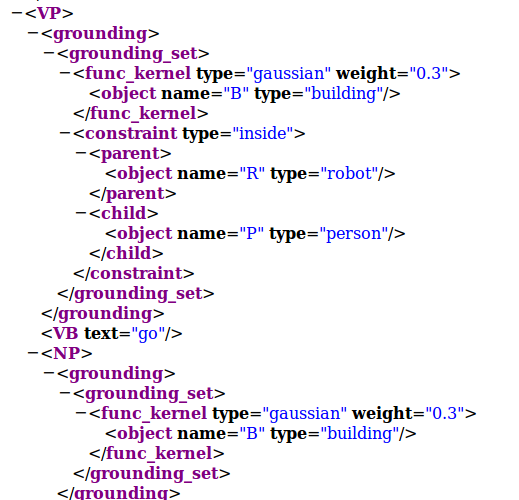 −<VP>
−<grounding>
−<grounding_set>
−<func_kernel type="gaussian" weight="0.3">
<object name="B" type="building"/>
</func_kernel>
−<constraint type="inside">
−<parent>
<object name="R" type="robot"/>
</parent>
−<child>
<object name="P" type="person"/>
</child>
</constraint>
</grounding_set>
</grounding>
<VB text="go"/>
−<NP>
−<grounding>
−<grounding_set>
−<func_kernel type="gaussian" weight="0.3">
<object name="B" type="building"/>
</func_kernel>
</grounding_set>
</grounding>